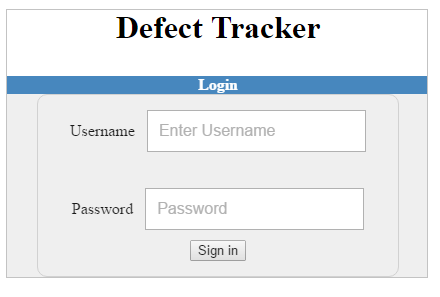 Defect Tracker
Login
Username Enter Username
Password Password
Sign in